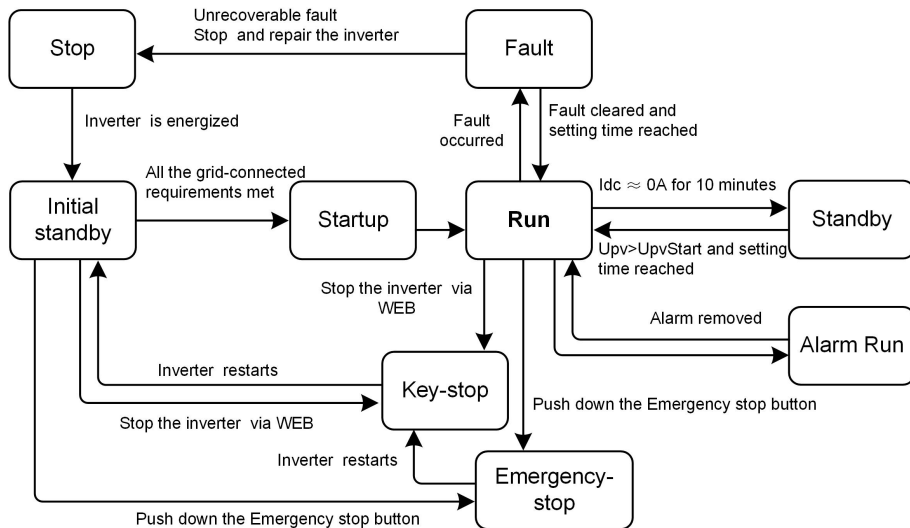 Unrecoverable fault
Stop and repair the inverter
Stop
Fault
Inverter is energized
Fault
occurred
Fault cleared and
setting time reached
All the grid-connected
requirements met
Idc ≈ 0A for 10 minutes
Initial
standby
Startup
Run
Standby
Upv>UpvStart and setting
time reached
Stop the inverter via
WEB
Alarm removed
Alarm Run
Inverter restarts
Key-stop
Stop the inverter via WEB
Push down the Emergency stop button
Inverter restarts
Emergency-
stop
Push down the Emergency stop button